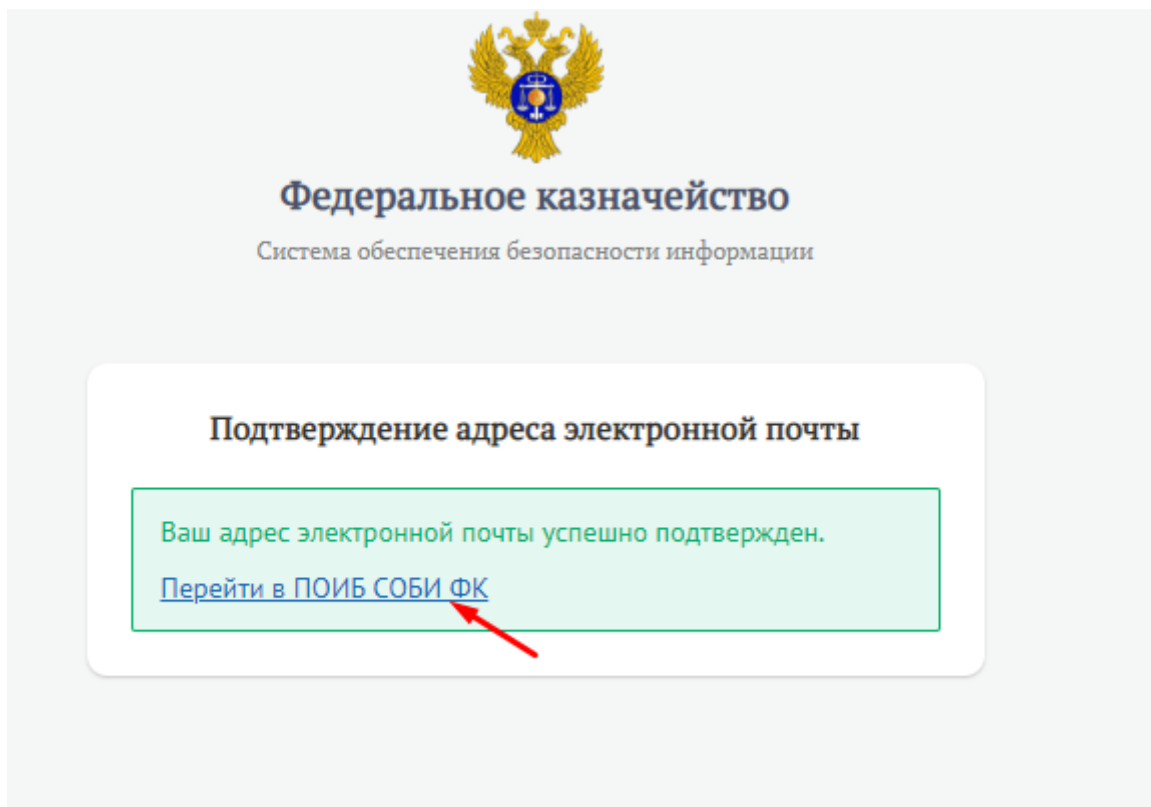 Федеральное казначейство
Система обеспечения безопасности информации
Подтверждение адреса электронной почты
Ваш адрес электронной почты успешно подтвержден.
Перейти в ПОИБ СОБИ ФК